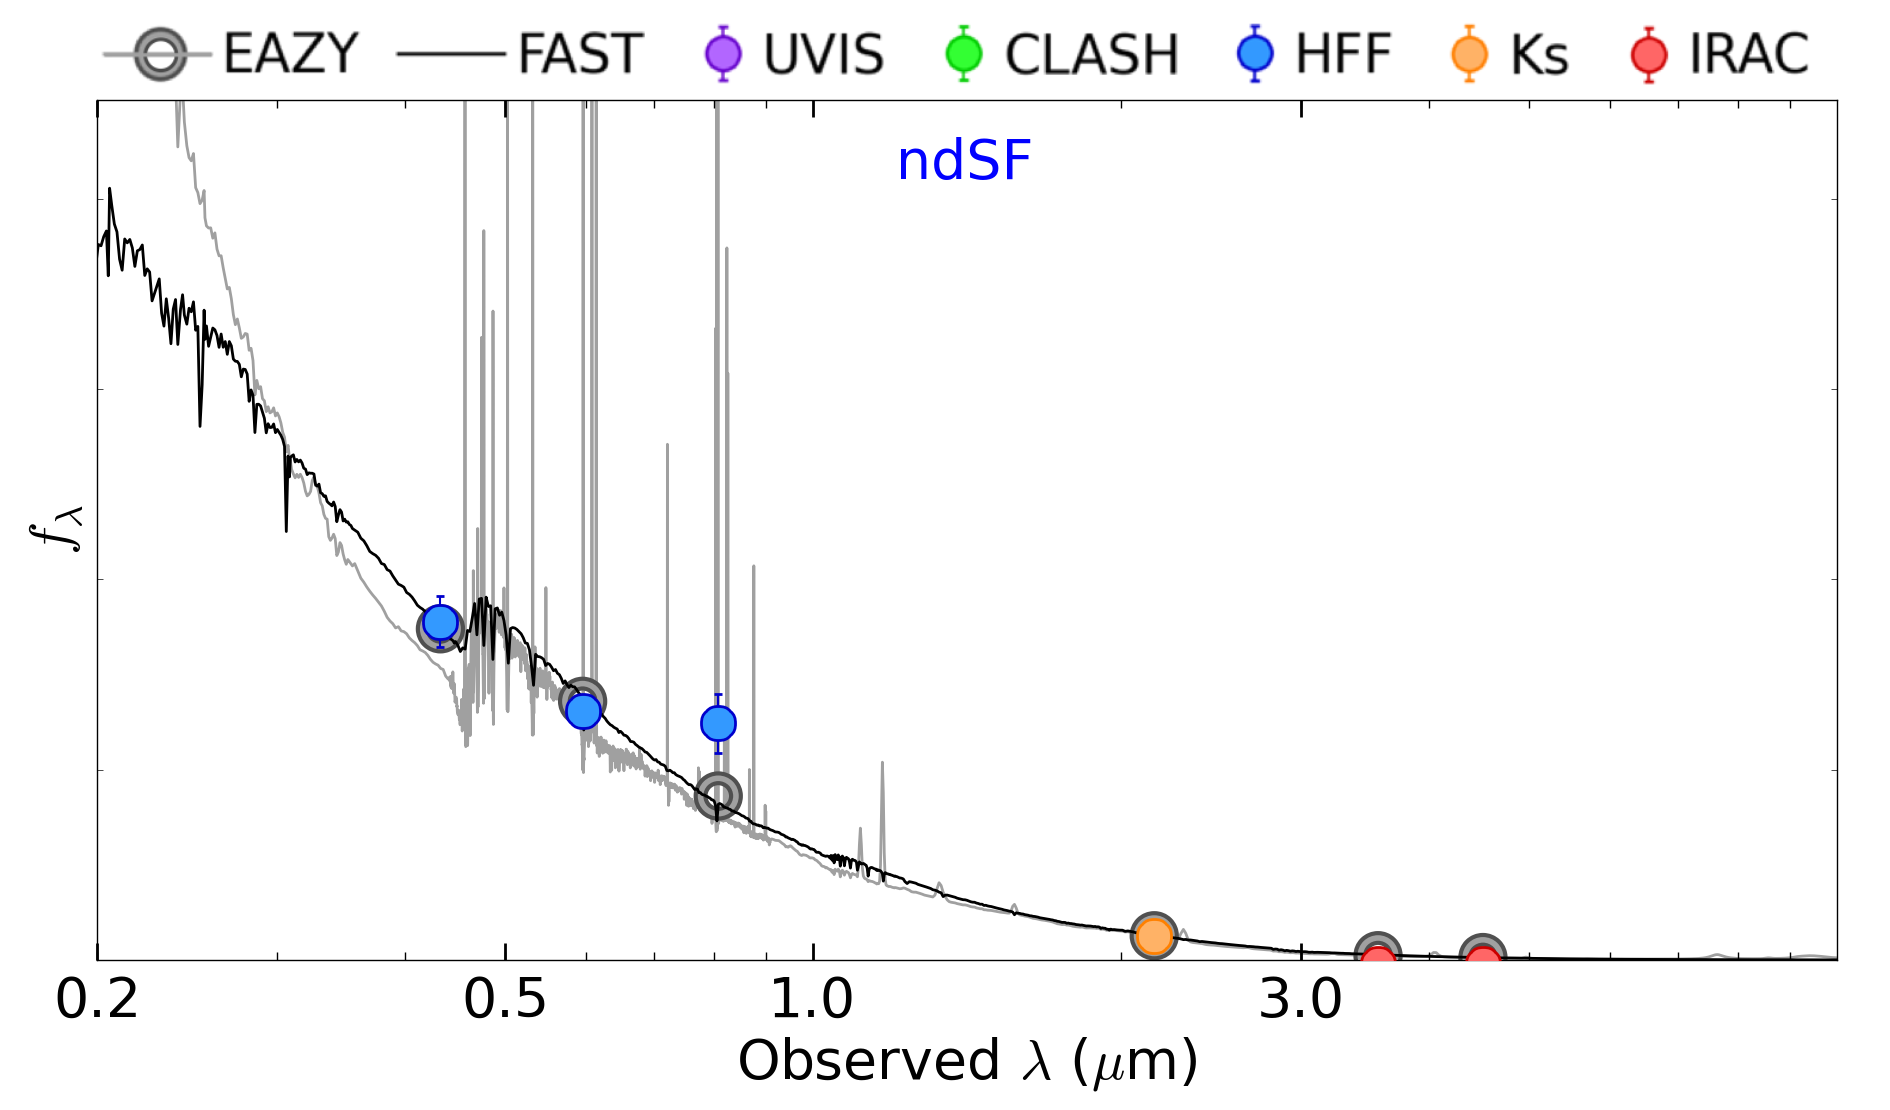 EAZY FAST UVIS CLASH HFF Ks IRAC
ndSF
f_λ
0.2 0.5 1.0 3.0
Observed λ (μm)